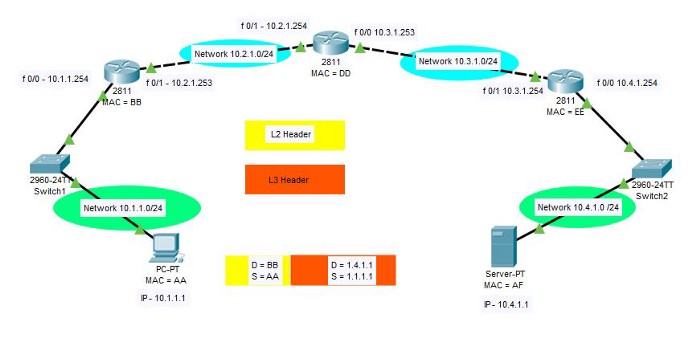 f 0/1 - 10.2.1.254
f 0/0 10.3.1.253
Network 10.2.1.0/24
2811
MAC = DD
Network 10.3.1.0/24
f 0/0 - 10.1.1.254
2811
MAC = BB
f 0/1 - 10.2.1.253
f 0/1 10.3.1.254
2811
MAC = EE
f 0/0 10.4.1.254
L2 Header
2960-24TT
Switch1
L3 Header
2960-24TT
Switch2
Network 10.1.1.0/24
Network 10.4.1.0 /24
PC-PT
MAC = AA
D = BB
S = AA
D = 1.4.1.1
S = 1.1.1.1
Server-PT
MAC = AF
IP - 10.1.1.1
IP - 10.4.1.1